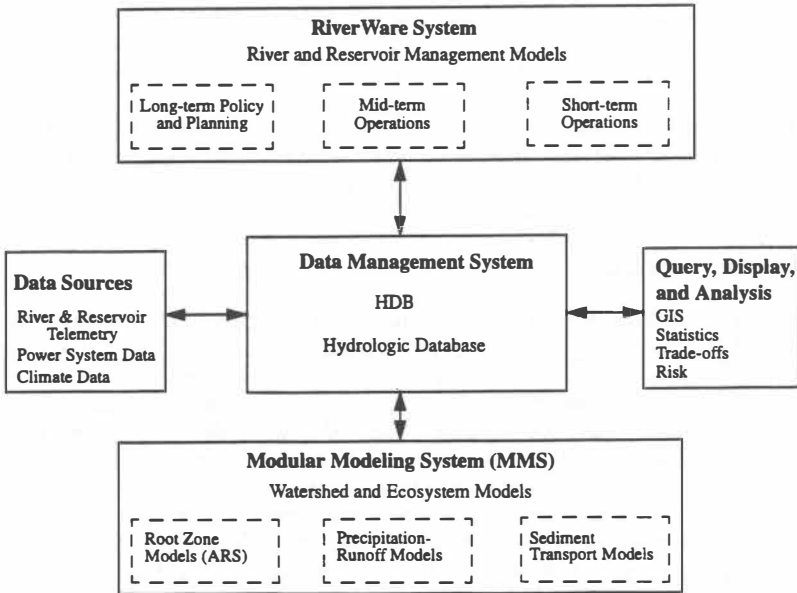 RiverWare System
River and Reservoir Management Models
Long-term Policy
and Planning
Mid-term
Operations
Short-term
Operations
Data Sources
River & Reservoir
Telemetry
Power System Data
Climate Data
Data Management System
HDB
Hydrologic Database
Query, Display,
and Analysis
GIS
Statistics
Trade-offs
Risk
Modular Modeling System (MMS)
Watershed and Ecosystem Models
Root Zone
Models (ARS)
Precipitation-
Runoff Models
Sediment
Transport Models